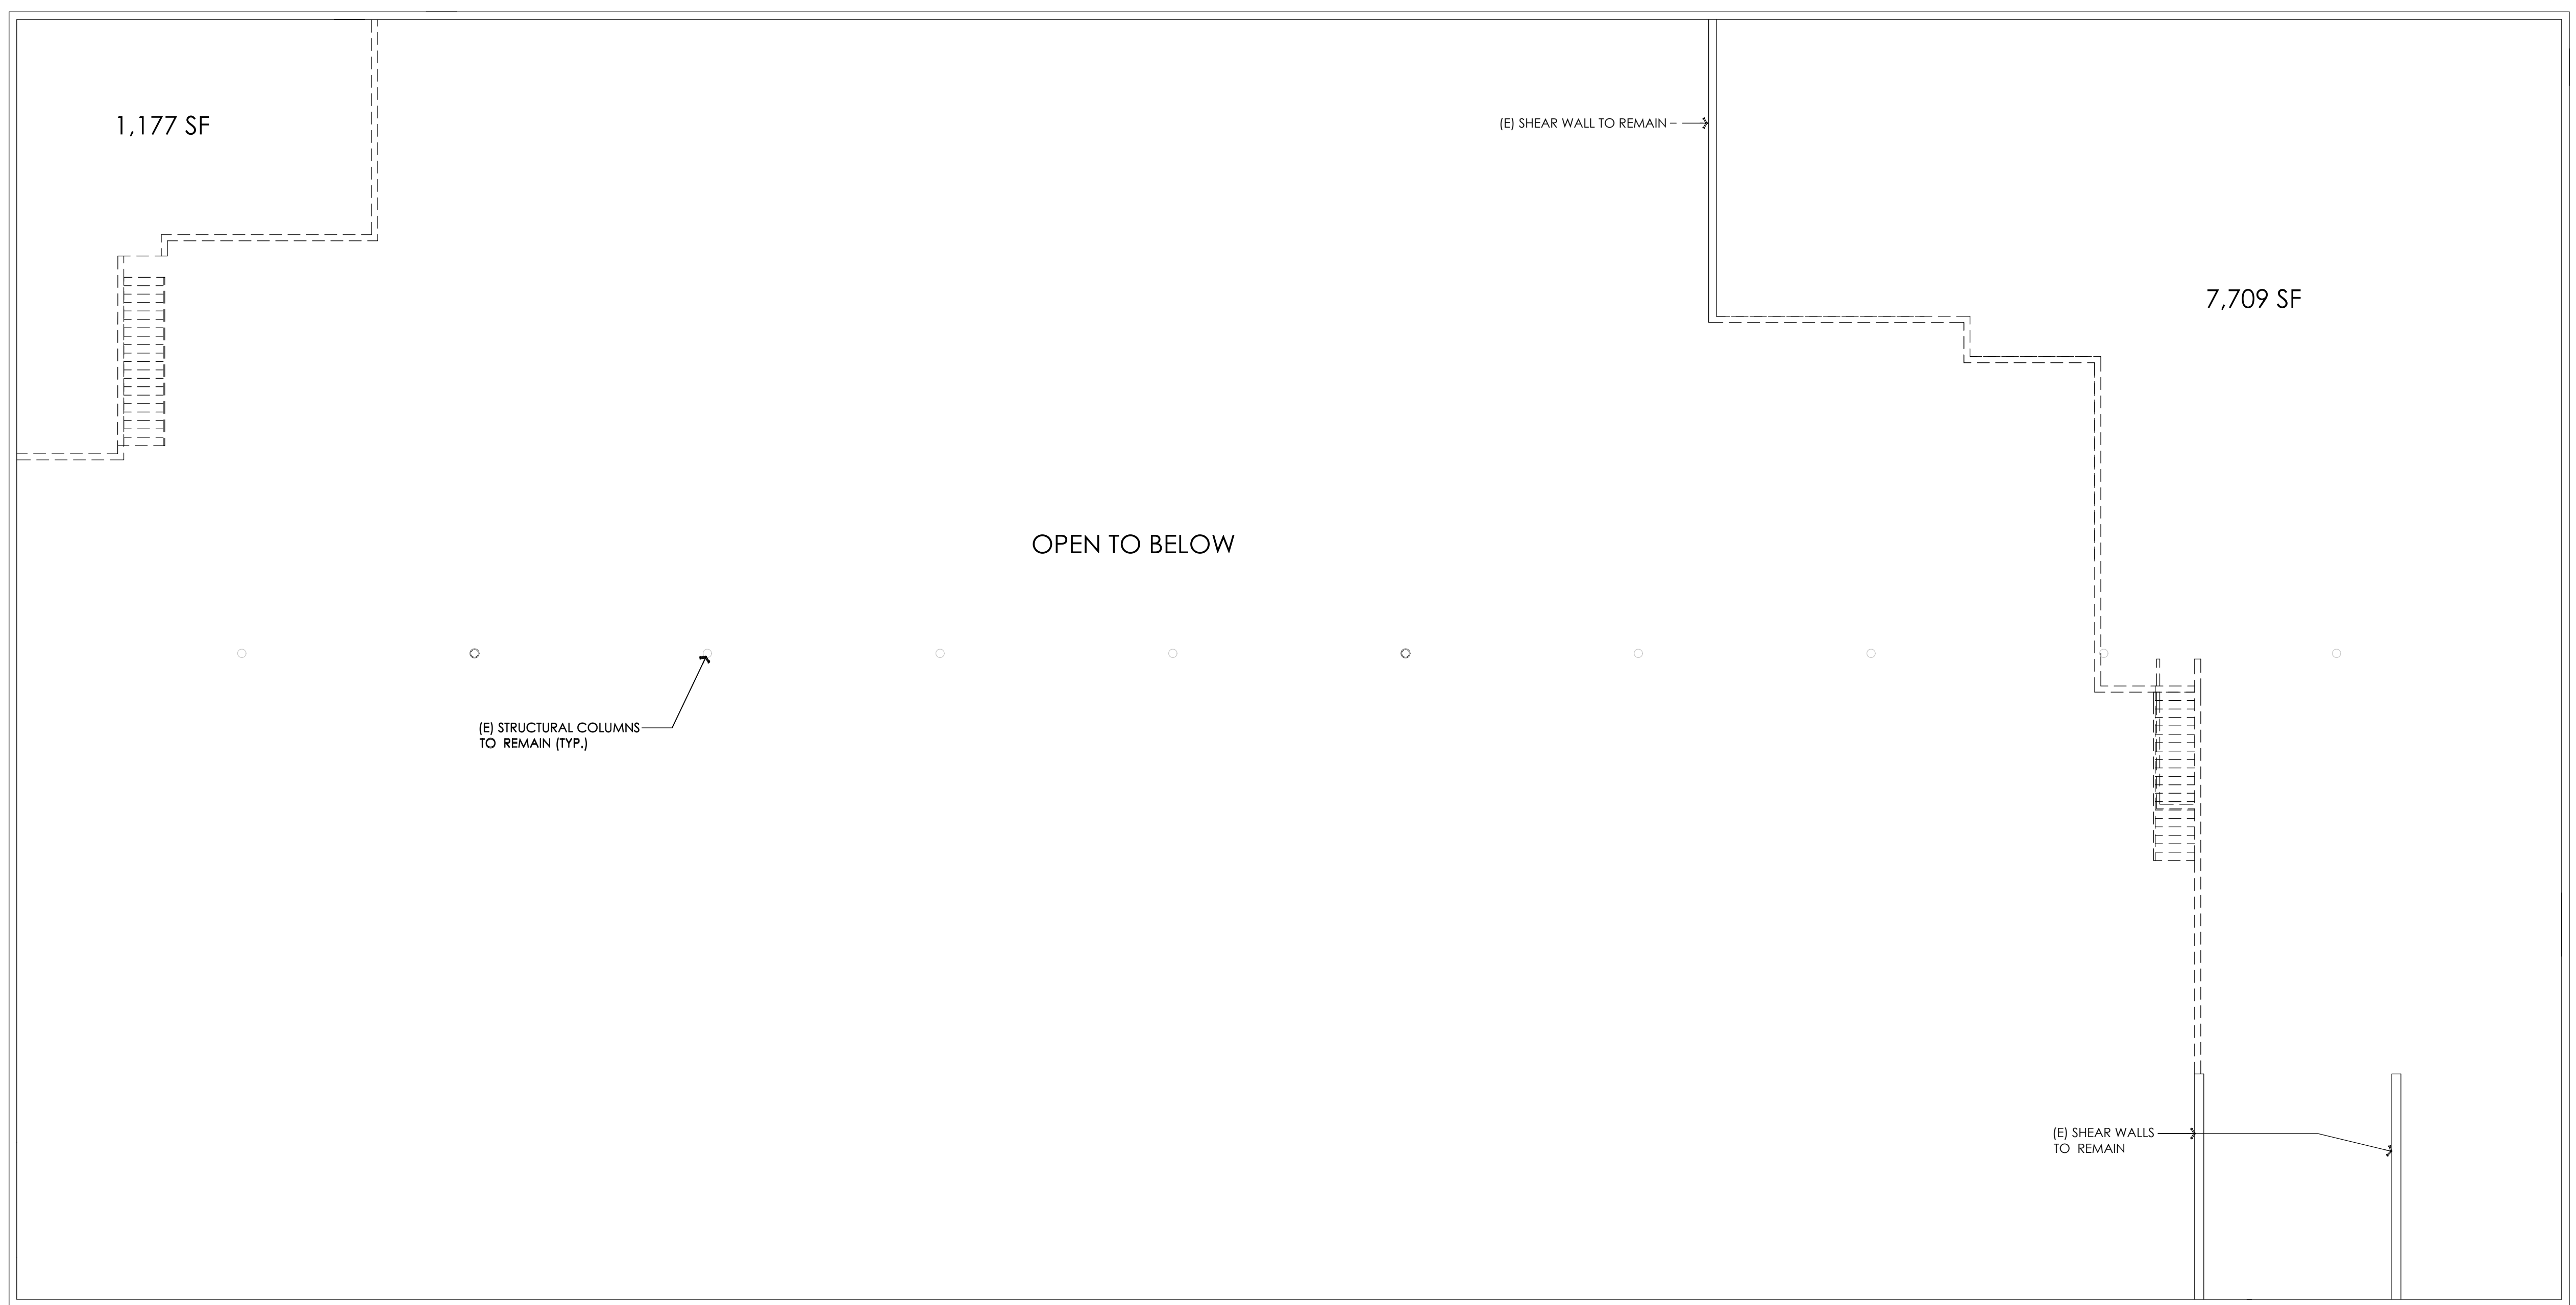 1,177 SF
(E) SHEAR WALL TO REMAIN
7,709 SF
OPEN TO BELOW
(E) STRUCTURAL COLUMNS
TO REMAIN (TYP.)
(E) SHEAR WALLS
TO REMAIN